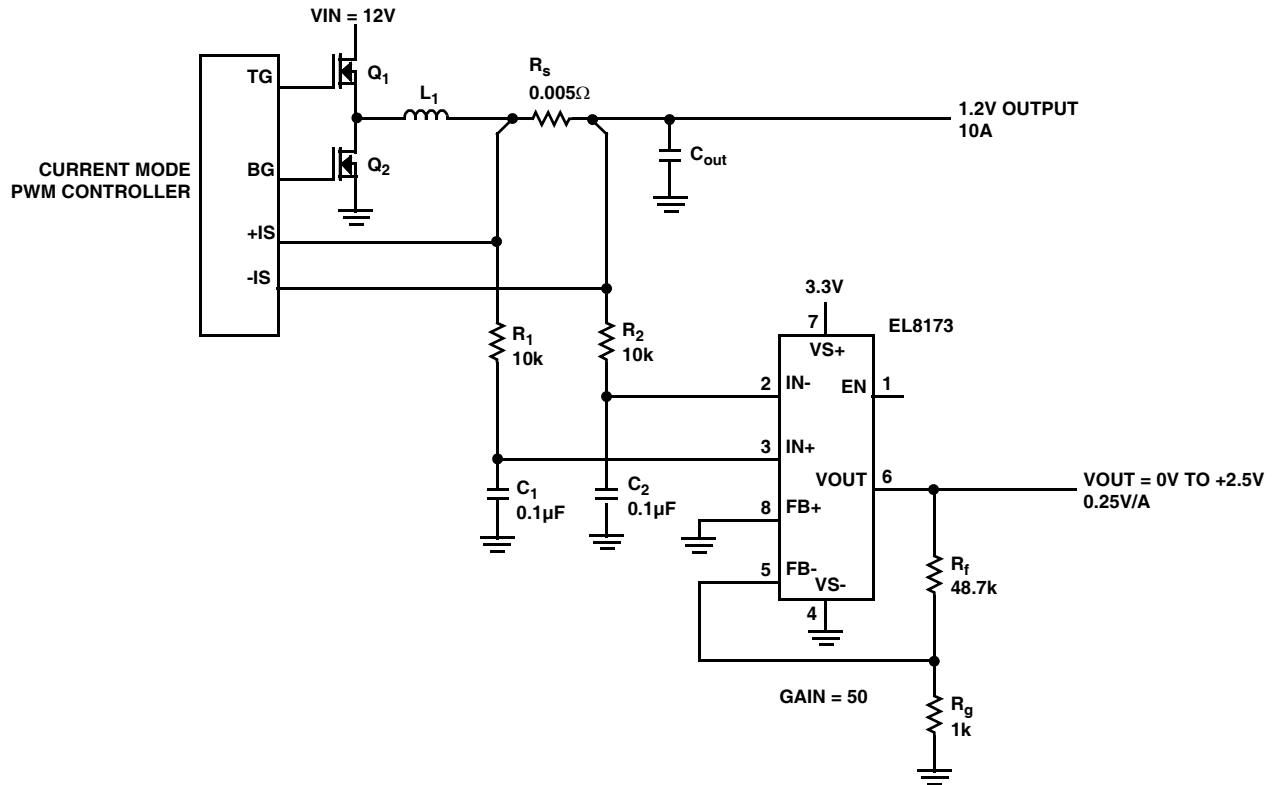 VIN = 12V
TG
Q1
L1
Rs
0.005Ω
1.2V OUTPUT
10A
Cout
CURRENT MODE
PWM CONTROLLER
BG
Q2
+IS
-IS
3.3V
7
EL8173
VS+
R1
10k
R2
10k
2
IN-
EN
1
3
IN+
VOUT
6
VOUT = 0V TO +2.5V
0.25V/A
C1
0.1µF
C2
0.1µF
8
FB+
5
FB-
VS-
4
Rf
48.7k
GAIN = 50
Rg
1k